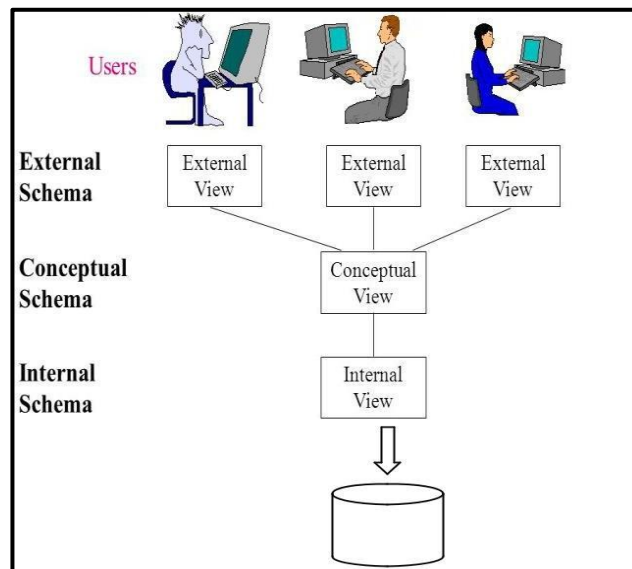 Users
External
Schema
External
View
External
View
External
View
Conceptual
Schema
Conceptual
View
Internal
Schema
Internal
View